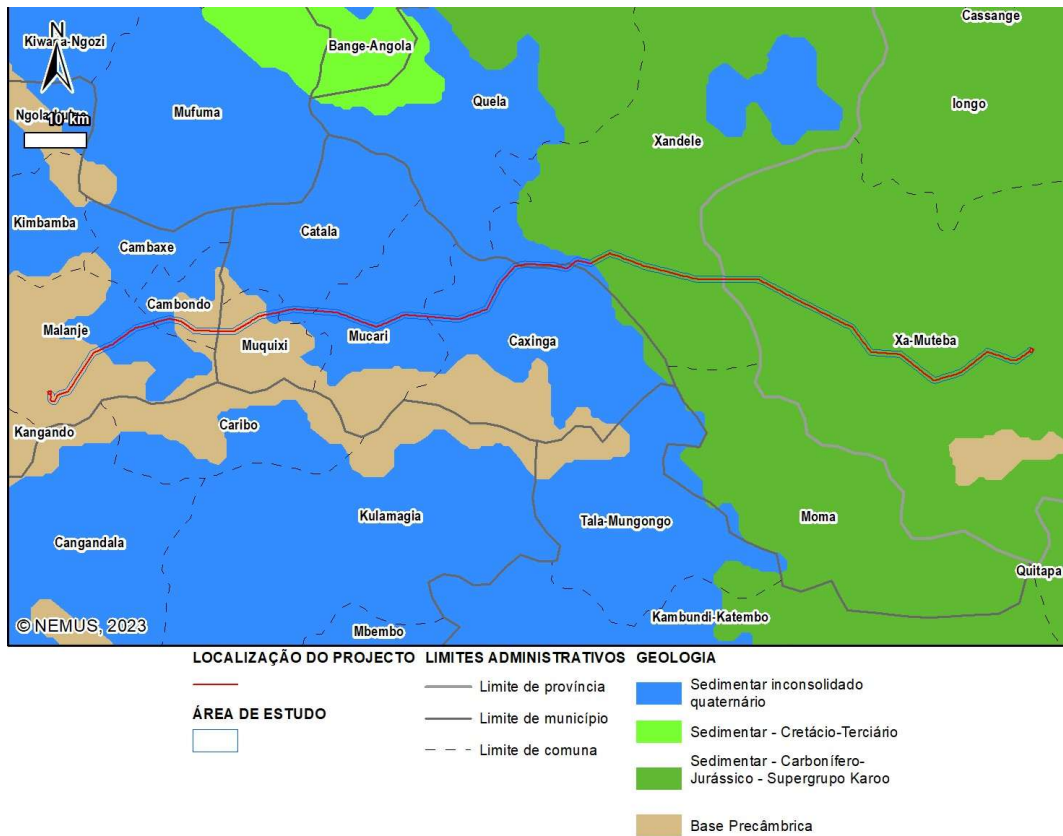 Cassange
N
Kiwana-Ngozi
Bange-Angola
Quela
Iongo
Mufuma
10 km
Xandele
Kimbamba
Catala
Cambaxe
Cambondo
Malanje
Mucari
Muquixi
Caxinga
Xa-Muteba
Kangando
Caribo
Kulamagia
Tala-Mungongo
Moma
Cangandala
Quitapa
© NEMUS, 2023
Mbembo
Kambundi-Katembo
LOCALIZAÇÃO DO PROJECTO
ÁREA DE ESTUDO
LIMITES ADMINISTRATIVOS
Limite de província
Limite de município
Limite de comuna
GEOLOGIA
Sedimentar inconsolidado
quaternário
Sedimentar - Cretácio-Terciário
Sedimentar - Carbonífero-
Jurássico - Supergrupo Karoo
Base Precâmbrica